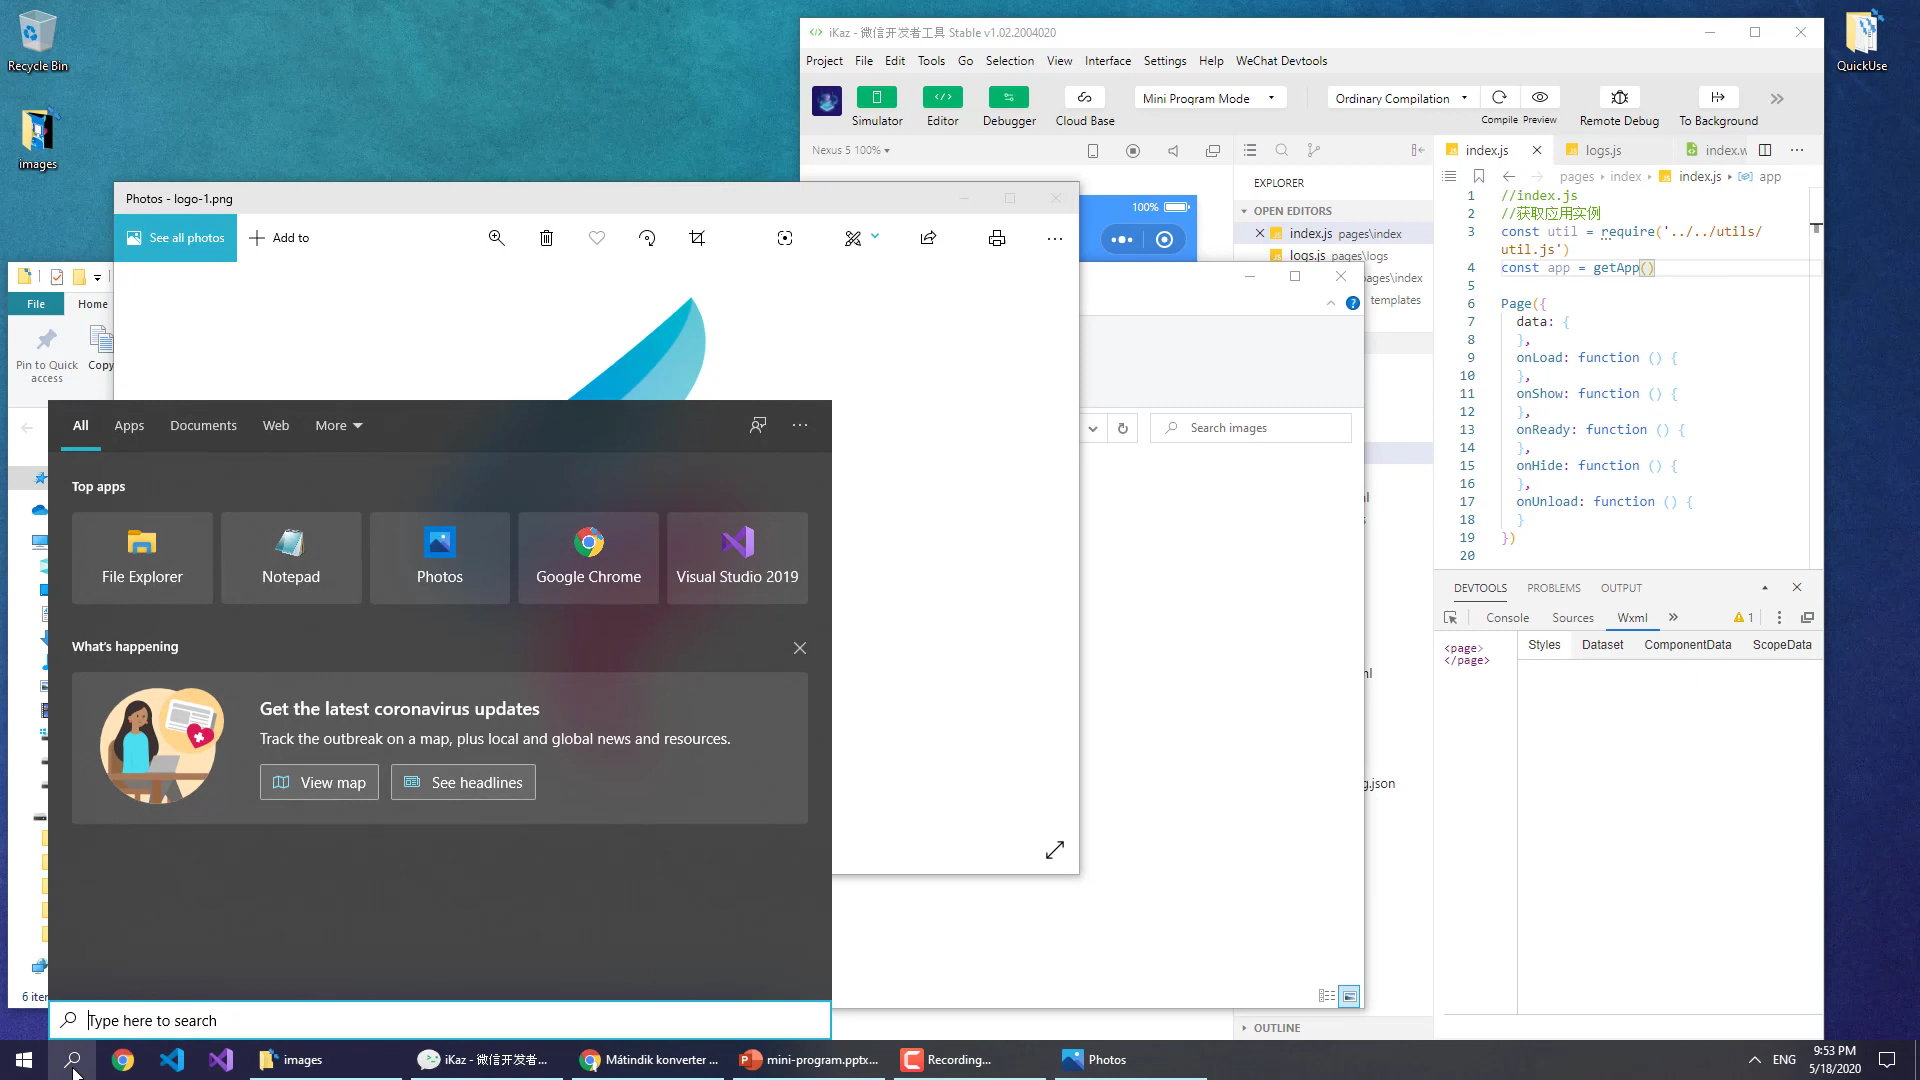 Recycle Bin
images
QuickUse
iKaz - 微信开发者工具 Stable v1.02.2004020
Project File Edit Tools Go Selection View Interface Settings Help WeChat Devtools
Simulator Editor Debugger Cloud Base
Mini Program Mode
Ordinary Compilation
Compile Preview Remote Debug To Background
Nexus 5 100%
100%
EXPLORER
OPEN EDITORS
index.js pages\index
logs.js pages\logs
pages\index
templates
g.json
OUTLINE
index.js logs.js index.w
pages index index.js app
1 //index.js
2 //获取应用实例
3 const util = require('../../utils/
util.js')
4 const app = getApp()
5
6 Page({
7 data: {
8 },
9 onLoad: function () {
10 },
11 onShow: function () {
12 },
13 onReady: function () {
14 },
15 onHide: function () {
16 },
17 onUnload: function () {
18 }
19 })
20
DEVTOOLS PROBLEMS OUTPUT
Console Sources Wxml 1
<page>
</page>
Styles Dataset ComponentData ScopeData
Photos - logo-1.png
See all photos
Add to
File Home
Pin to Quick
access
Copy
Search images
6 iter
All Apps Documents Web More
Top apps
File Explorer Notepad Photos Google Chrome Visual Studio 2019
What's happening
Get the latest coronavirus updates
Track the outbreak on a map, plus local and global news and resources.
View map See headlines
Type here to search
images
iKaz - 微信开发者...
Mátindik konverter ...
mini-program.pptx...
Recording...
Photos
ENG
9:53 PM
5/18/2020